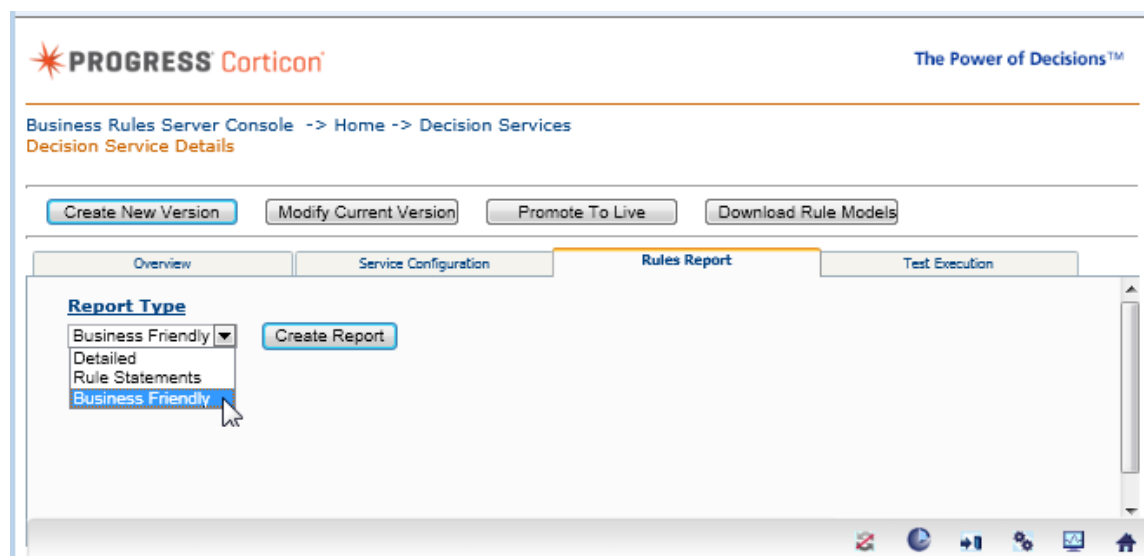 PROGRESS Corticon
The Power of Decisions™
Business Rules Server Console -> Home -> Decision Services
Decision Service Details
Create New Version Modify Current Version Promote To Live Download Rule Models
Overview Service Configuration Rules Report Test Execution
Report Type
Business Friendly Create Report
Detailed
Rule Statements
Business Friendly